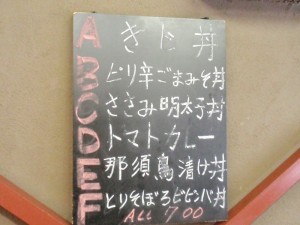 A きじ丼
B ピリ辛ごまみそ丼
C ささみ明太子丼
D トマトカレー
E 那須鳥漬け丼
F とりそぼろビビンバ丼
ALL 700